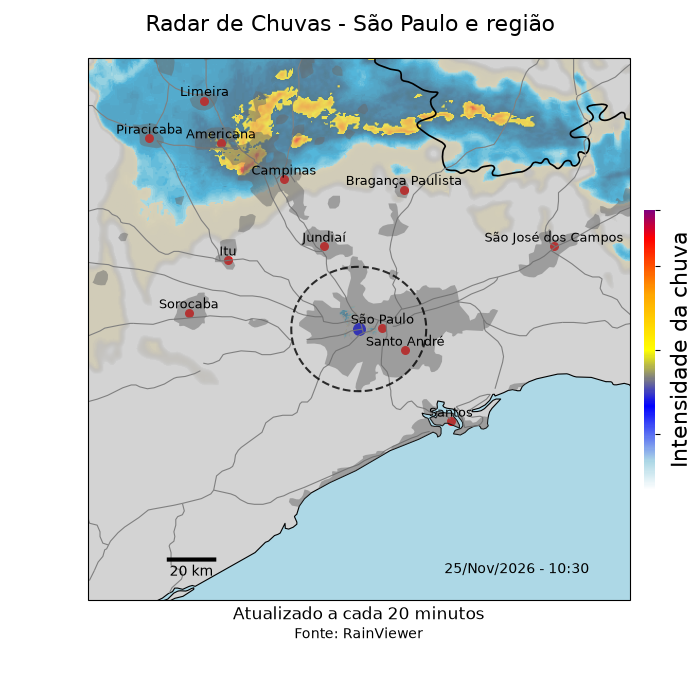 Radar de Chuvas - São Paulo e região
Limeira
Piracicaba
Americana
Campinas
Bragança Paulista
Itu
Jundiaí
São José dos Campos
Sorocaba
São Paulo
Santo André
Santos
Intensidade da chuva
20 km
25/Nov/2026 - 10:30
Atualizado a cada 20 minutos
Fonte: RainViewer